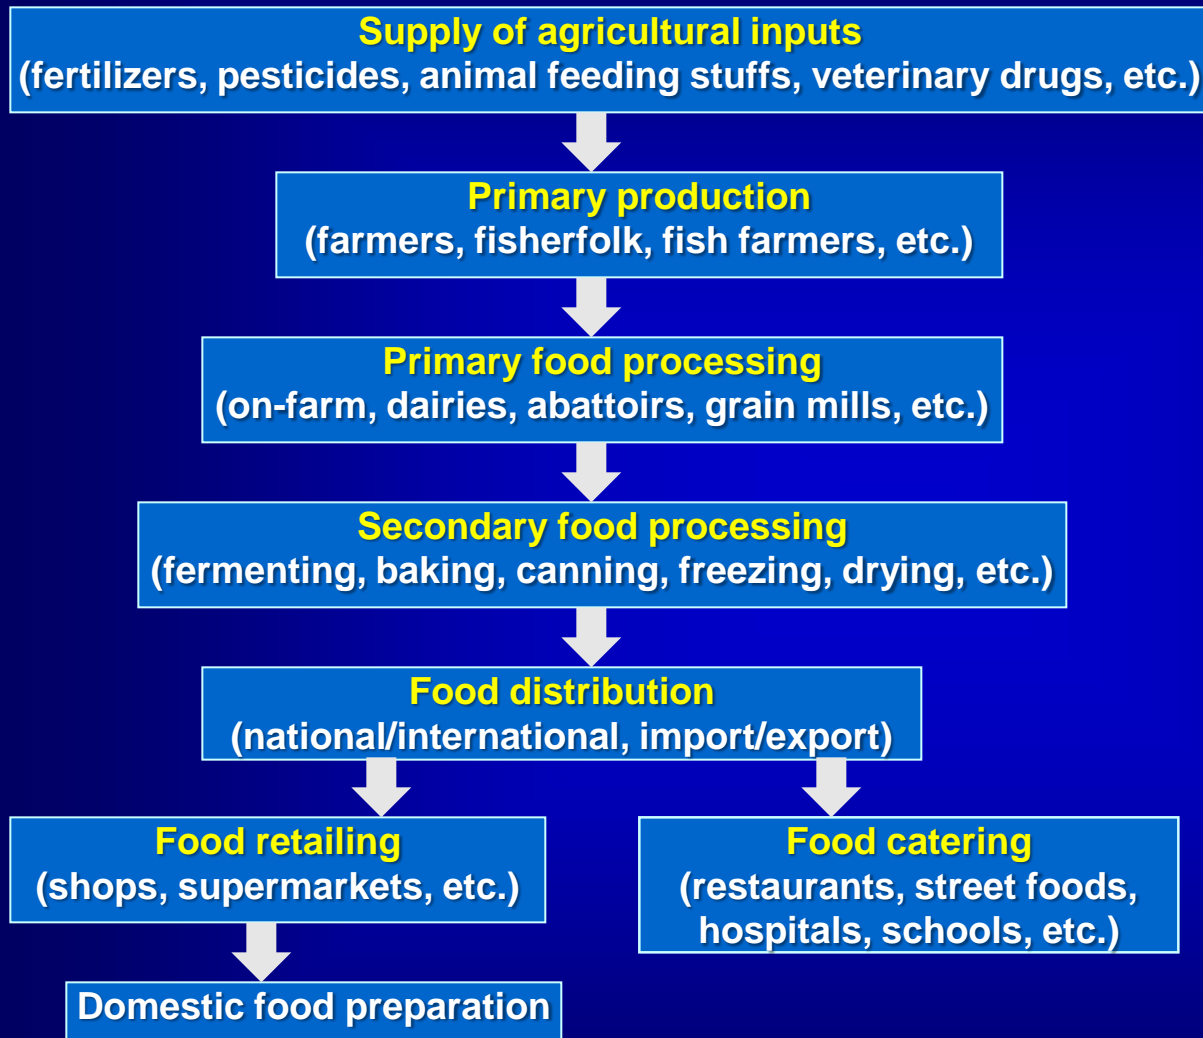 Supply of agricultural inputs
(fertilizers, pesticides, animal feeding stuffs, veterinary drugs, etc.)
Primary production
(farmers, fisherfolk, fish farmers, etc.)
Primary food processing
(on-farm, dairies, abattoirs, grain mills, etc.)
Secondary food processing
(fermenting, baking, canning, freezing, drying, etc.)
Food distribution
(national/international, import/export)
Food retailing
(shops, supermarkets, etc.)
Food catering
(restaurants, street foods,
hospitals, schools, etc.)
Domestic food preparation